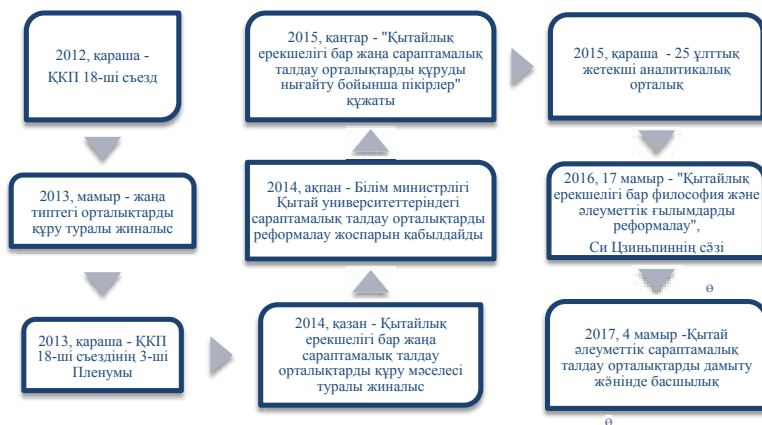 2012, қараша -
ҚКП 18-ші съезд
2013, мамыр - жаңа
типтегі орталықтарды
құру туралы жиналыс
2013, қараша - ҚКП
18-ші съездінің 3-ші
Пленумы
2014, қазан - Қытайлық
ерекшелігі бар жаңа
сараптамалық талдау
орталықтарды құру мәселесі
туралы жиналыс
2014, ақпан - Білім министрлігі
Қытай университеттеріндегі
сараптамалық талдау орталықтарды
реформалау жоспарын қабылдайды
2015, қаңтар - "Қытайлық
ерекшелігі бар жаңа сараптамалық
талдау орталықтарды құруды
нығайту бойынша пікірлер"
құжаты
2015, қараша - 25 ұлттық
жетекші аналитикалық
орталық
2016, 17 мамыр - "Қытайлық
ерекшелігі бар философия және
әлеуметтік ғылымдарды
реформалау",
Си Цзиньпиннің сөзі
ө
2017, 4 мамыр -Қытай
әлеуметтік сараптамалық
талдау орталықтарды дамыту
жөнінде басшылық
ө